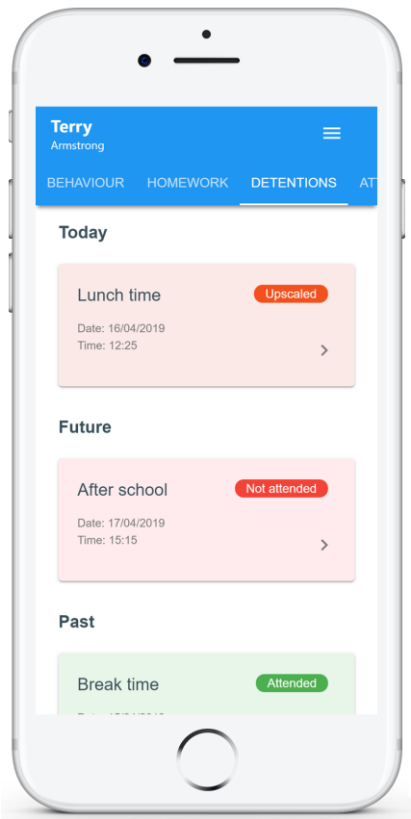 Terry
Armstrong
BEHAVIOUR HOMEWORK DETENTIONS AT
Today
Lunch time Upscaled
Date: 16/04/2019
Time: 12:25
Future
After school Not attended
Date: 17/04/2019
Time: 15:15
Past
Break time Attended